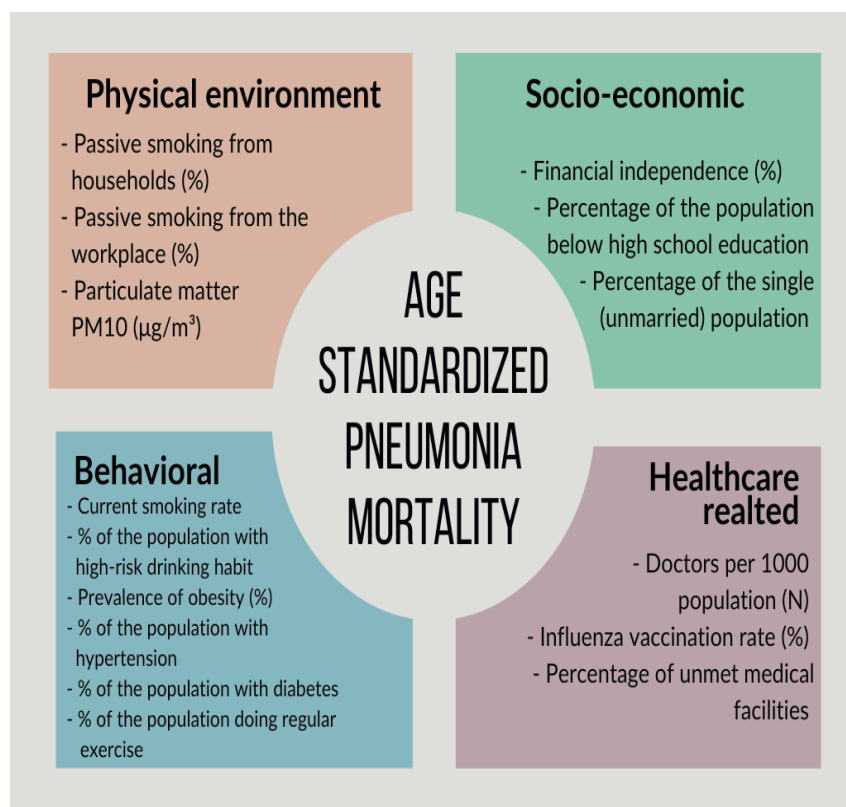 Physical environment
- Passive smoking from
households (%)
- Passive smoking from the
workplace (%)
- Particulate matter
PM10 (µg/m³)
Socio-economic
- Financial independence (%)
- Percentage of the population
below high school education
- Percentage of the single
(unmarried) population
AGE
STANDARDIZED
PNEUMONIA
MORTALITY
Behavioral
- Current smoking rate
- % of the population with
high-risk drinking habit
- Prevalence of obesity (%)
- % of the population with
hypertension
- % of the population with diabetes
- % of the population doing regular
exercise
Healthcare
realted
- Doctors per 1000
population (N)
- Influenza vaccination rate (%)
- Percentage of unmet medical
facilities